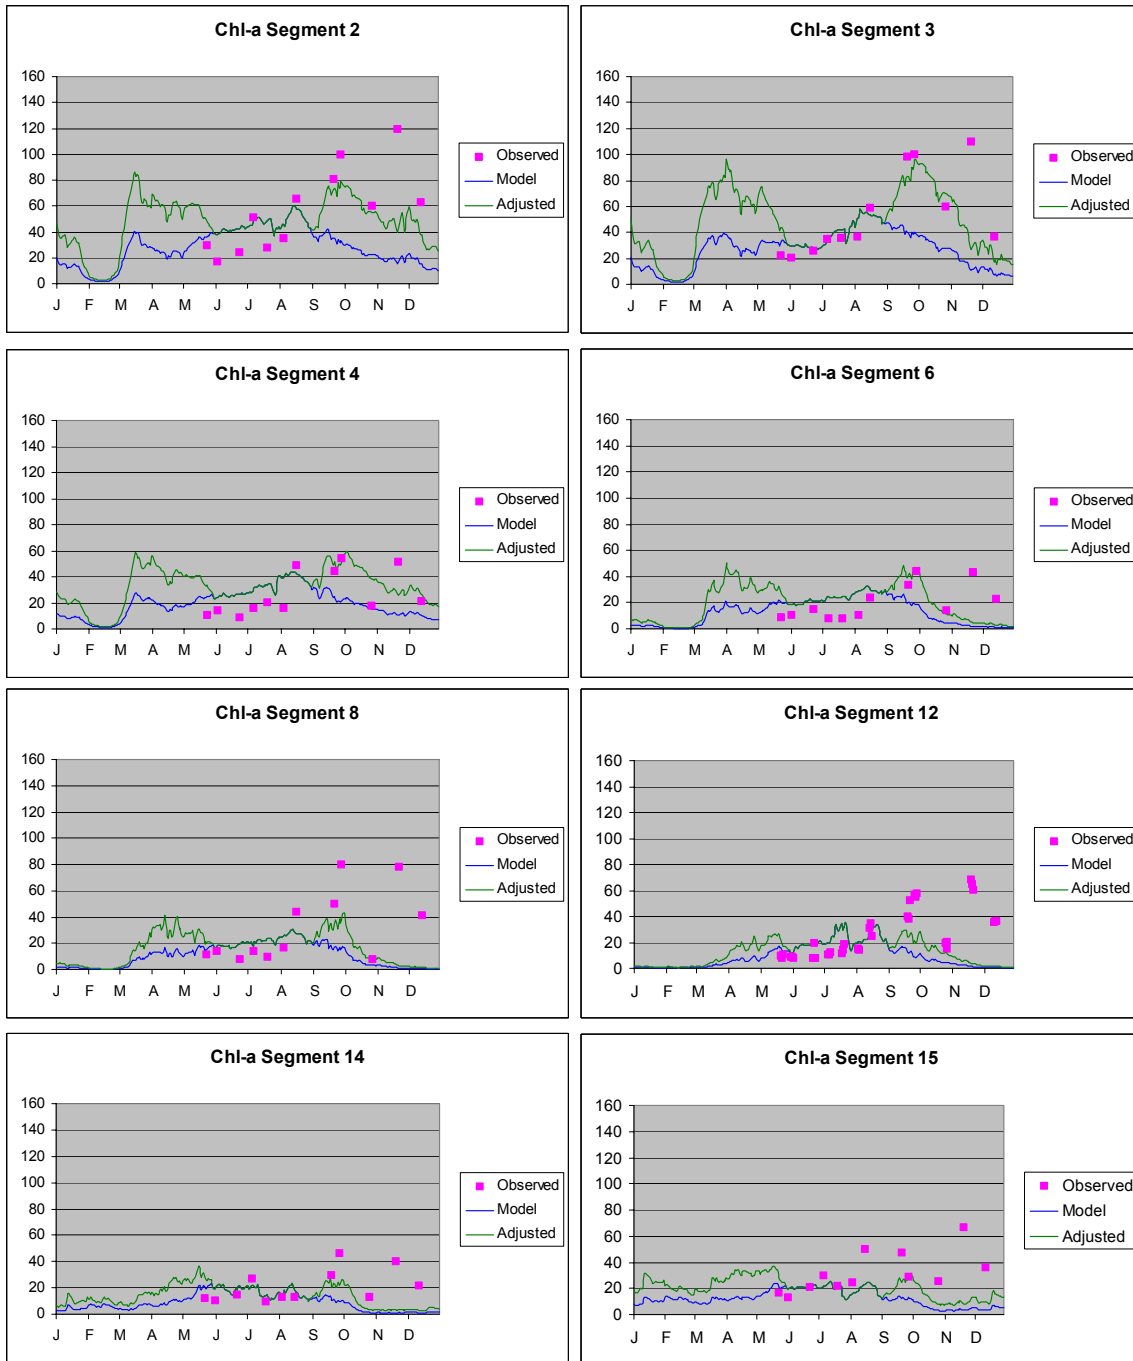 Chl-a Segment 2
160
140
120
100
80
60
40
20
0
J F M A M J J A S O N D
Observed
Model
Adjusted
Chl-a Segment 3
160
140
120
100
80
60
40
20
0
J F M A M J J A S O N D
Observed
Model
Adjusted
Chl-a Segment 4
160
140
120
100
80
60
40
20
0
J F M A M J J A S O N D
Observed
Model
Adjusted
Chl-a Segment 6
160
140
120
100
80
60
40
20
0
J F M A M J J A S O N D
Observed
Model
Adjusted
Chl-a Segment 8
160
140
120
100
80
60
40
20
0
J F M A M J J A S O N D
Observed
Model
Adjusted
Chl-a Segment 12
160
140
120
100
80
60
40
20
0
J F M A M J J A S O N D
Observed
Model
Adjusted
Chl-a Segment 14
160
140
120
100
80
60
40
20
0
J F M A M J J A S O N D
Observed
Model
Adjusted
Chl-a Segment 15
160
140
120
100
80
60
40
20
0
J F M A M J J A S O N D
Observed
Model
Adjusted